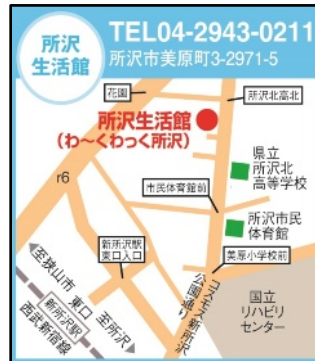 所沢
生活館
TEL04-2943-0211
所沢市美原町3-2971-5
花園
所沢北高北
所沢生活館
(わ〜くわっく所沢)
県立
所沢北
高等学校
市民体育館前
r6
所沢市民
体育館
新所沢駅
東口入口
美原小学校前
至狭山市
東口
新所沢駅
西武新宿線
至所沢
コスモス新所沢
公園通り
国立
リハビリ
センター